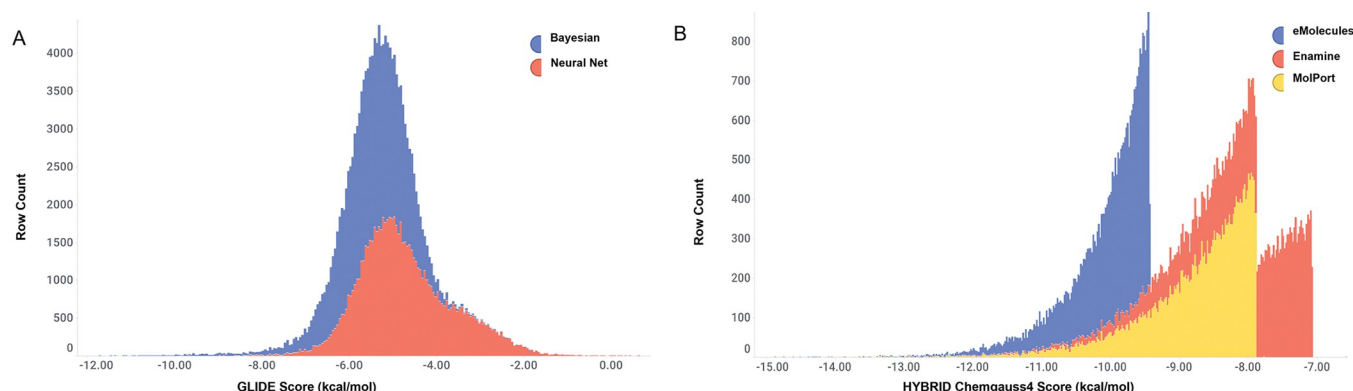 A
Bayesian
Neural Net
Row Count
4000
3500
3000
2500
2000
1500
1000
500
0
-12.00 -10.00 -8.00 -6.00 -4.00 -2.00 0.00
GLIDE Score (kcal/mol)
B
eMolecules
Enamine
MolPort
Row Count
800
700
600
500
400
300
200
100
0
-15.00 -14.00 -13.00 -12.00 -11.00 -10.00 -9.00 -8.00 -7.00
HYBRID Chemgauss4 Score (kcal/mol)